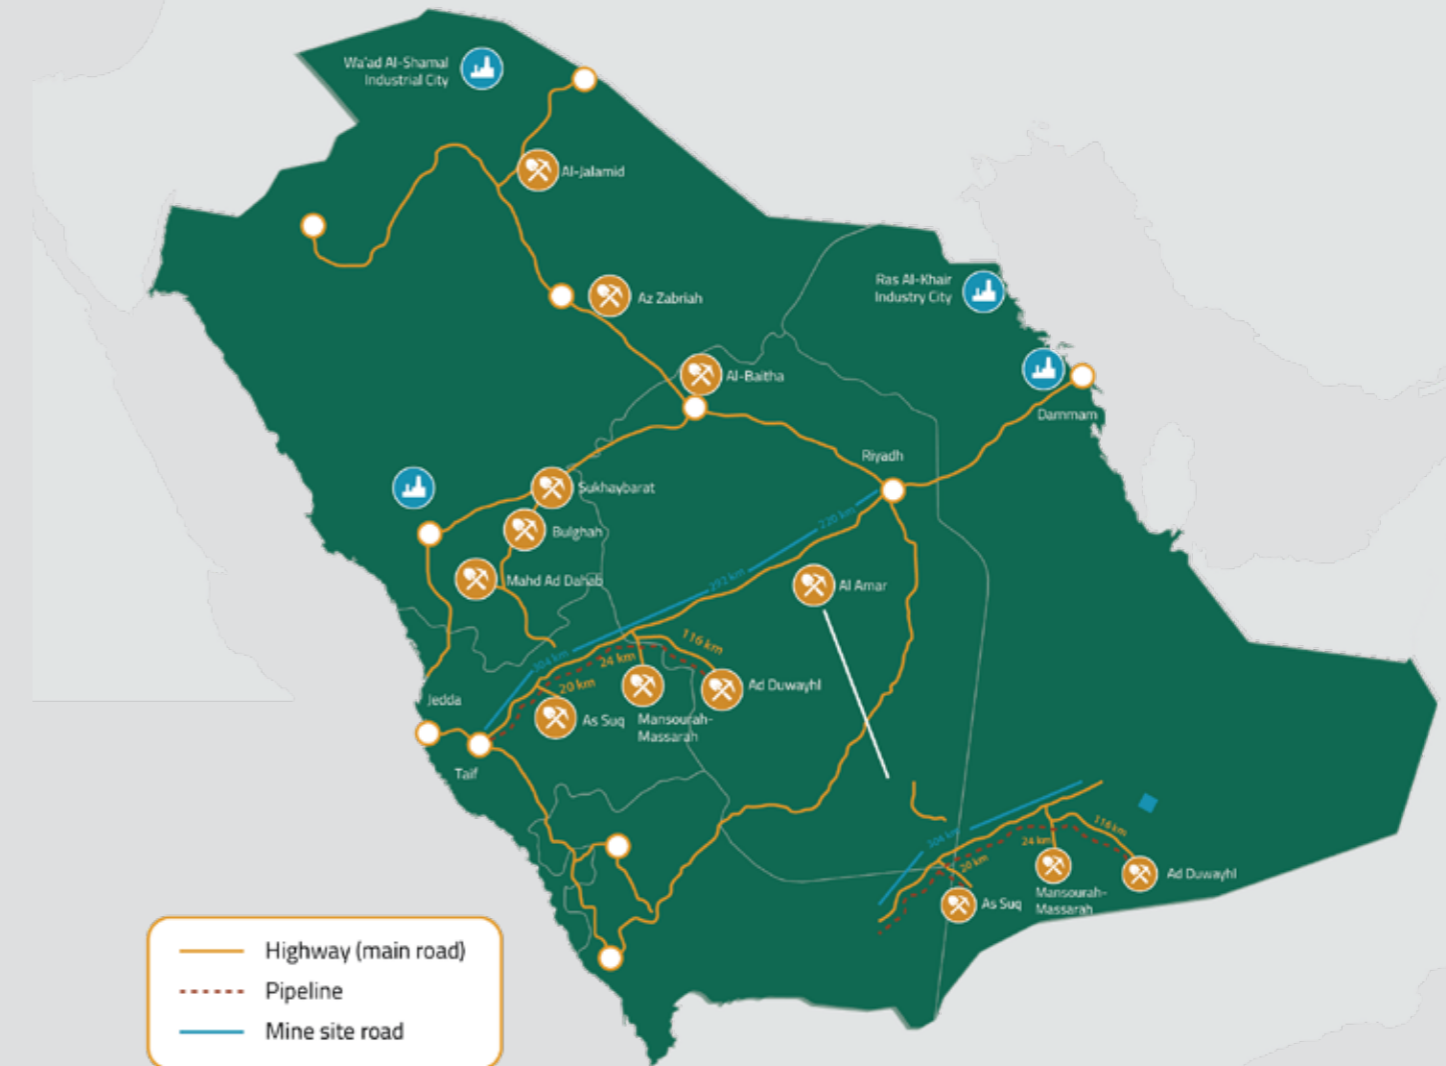 Wa'ad Al-Shamal
Industrial City
Al-Jalamid
Az Zabriah
Ras Al-Khair
Industry City
Al-Baitha
Dammam
Riyadh
Sukhaybarat
220 km
Bulghah
392 km
Mahd Ad Dahab
Al Amar
116 km
304 km
24 km
20 km
Ad Duwayhl
Jedda
As Suq
Mansourah-
Massarah
Taif
116 km
304 km
24 km
20 km
Ad Duwayhl
Mansourah-
Massarah
As Suq
Highway (main road)
Pipeline
Mine site road